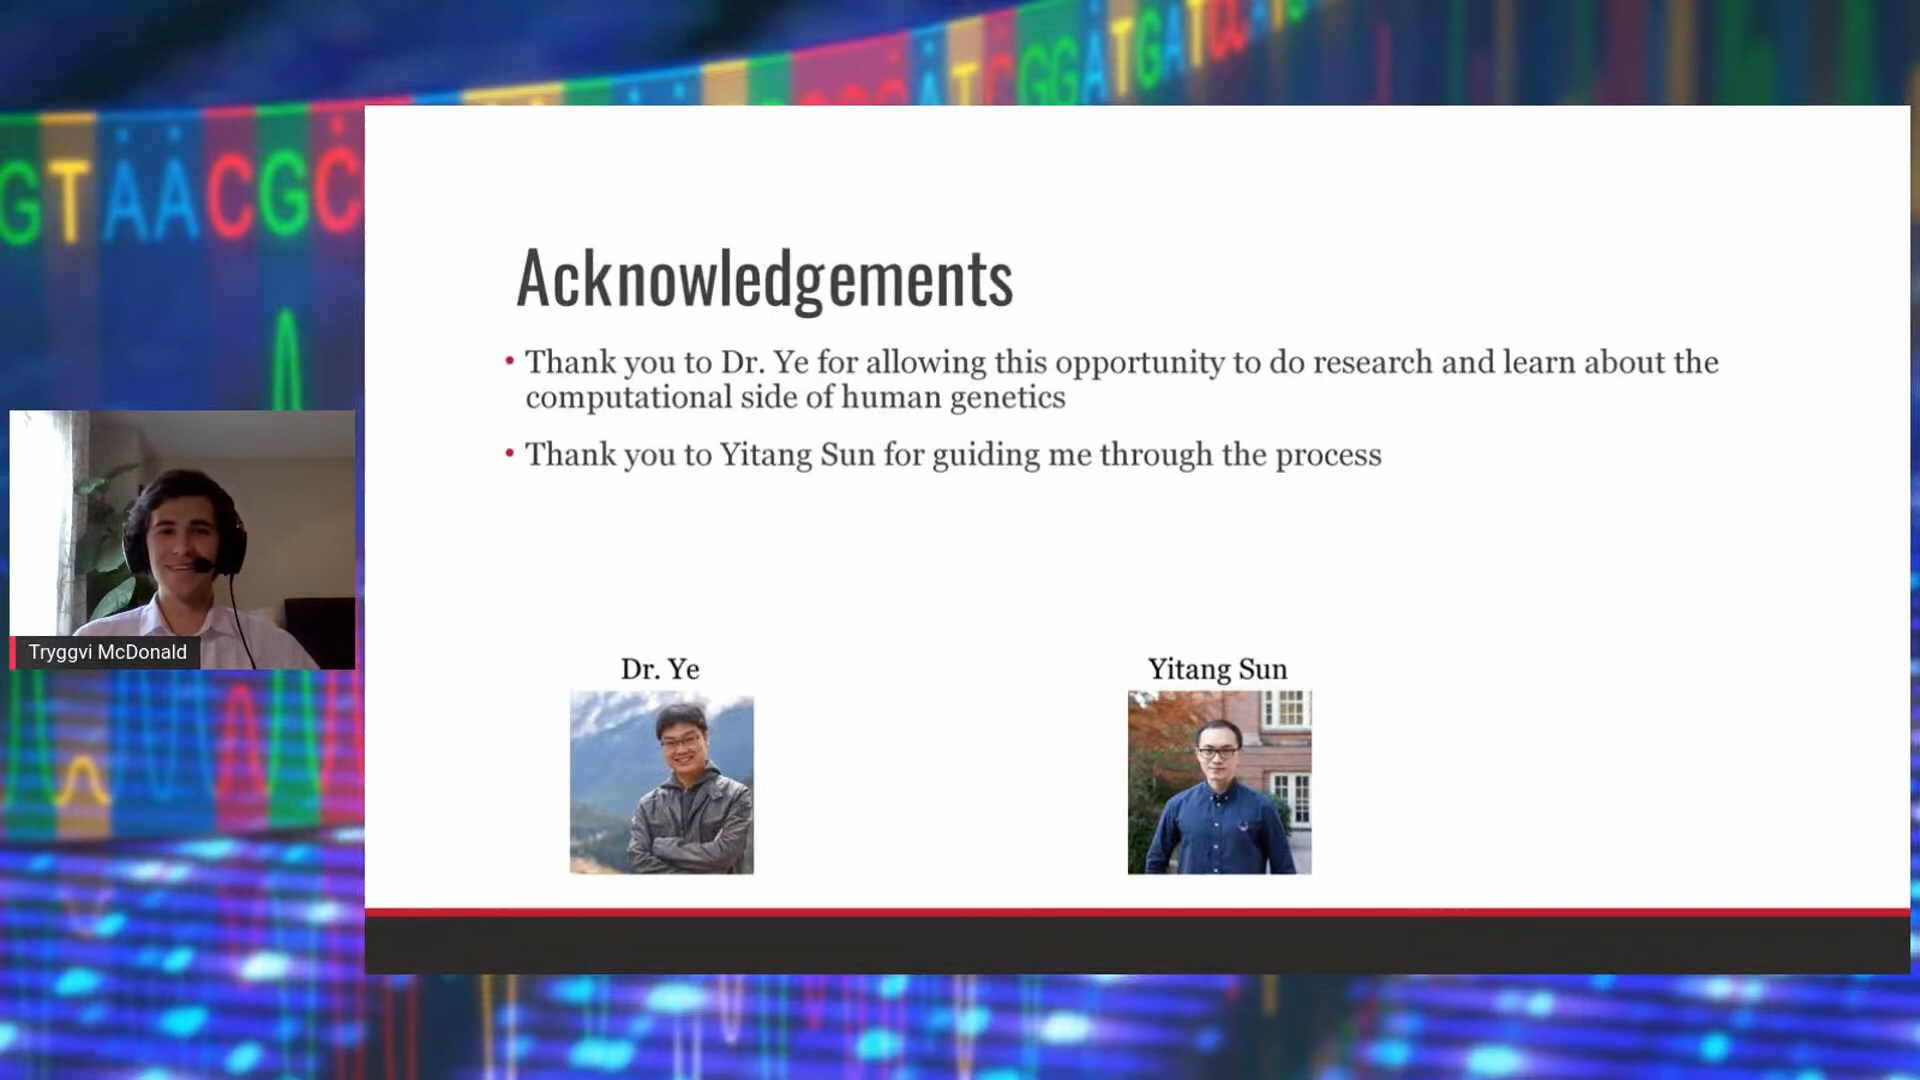 GTAACGC
ATCGGATGAT
Acknowledgements
• Thank you to Dr. Ye for allowing this opportunity to do research and learn about the
computational side of human genetics
• Thank you to Yitang Sun for guiding me through the process
Tryggvi McDonald
Dr. Ye
Yitang Sun